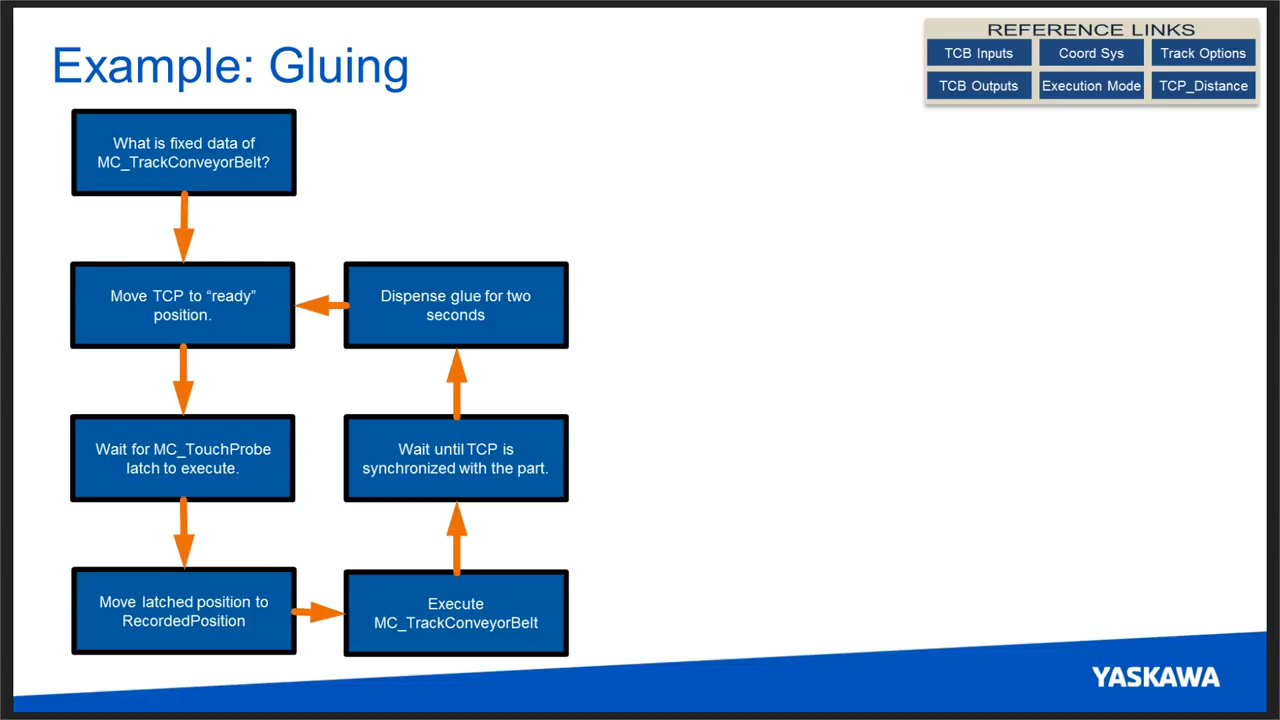 Example: Gluing
REFERENCE LINKS
TCB Inputs
Coord Sys
Track Options
TCB Outputs
Execution Mode
TCP_Distance
What is fixed data of
MC_TrackConveyorBelt?
Move TCP to “ready”
position.
Dispense glue for two
seconds
Wait for MC_TouchProbe
latch to execute.
Wait until TCP is
synchronized with the part.
Move latched position to
RecordedPosition
Execute
MC_TrackConveyorBelt
YASKAWA